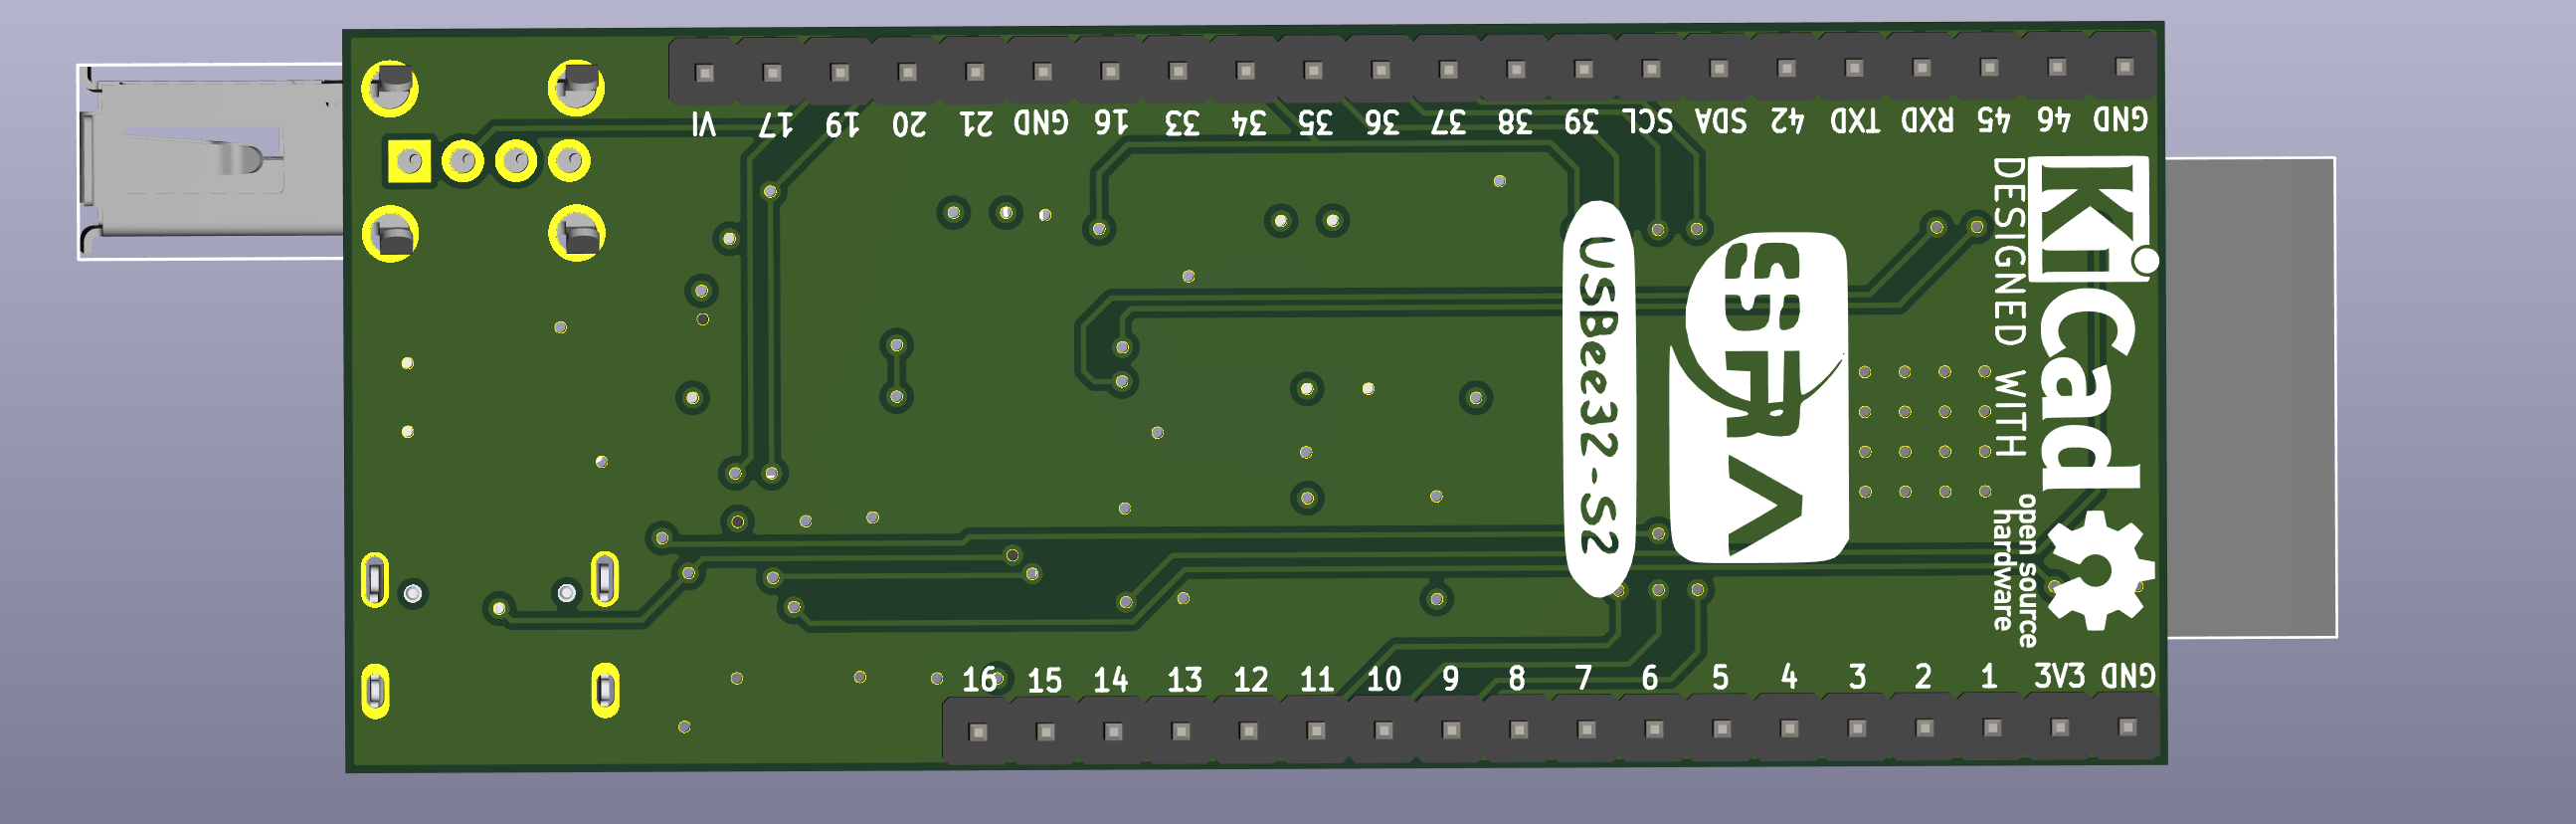 GND 46 45 RXD TXD 42 SDA SCL 39 38 37 36 35 34 33 16 GND 21 20 19 17 VI
USBee32-S2
SFRA
DESIGNED WITH
KiCad
open source
hardware
16 15 14 13 12 11 10 9 8 7 6 5 4 3 2 1 3V3 GND